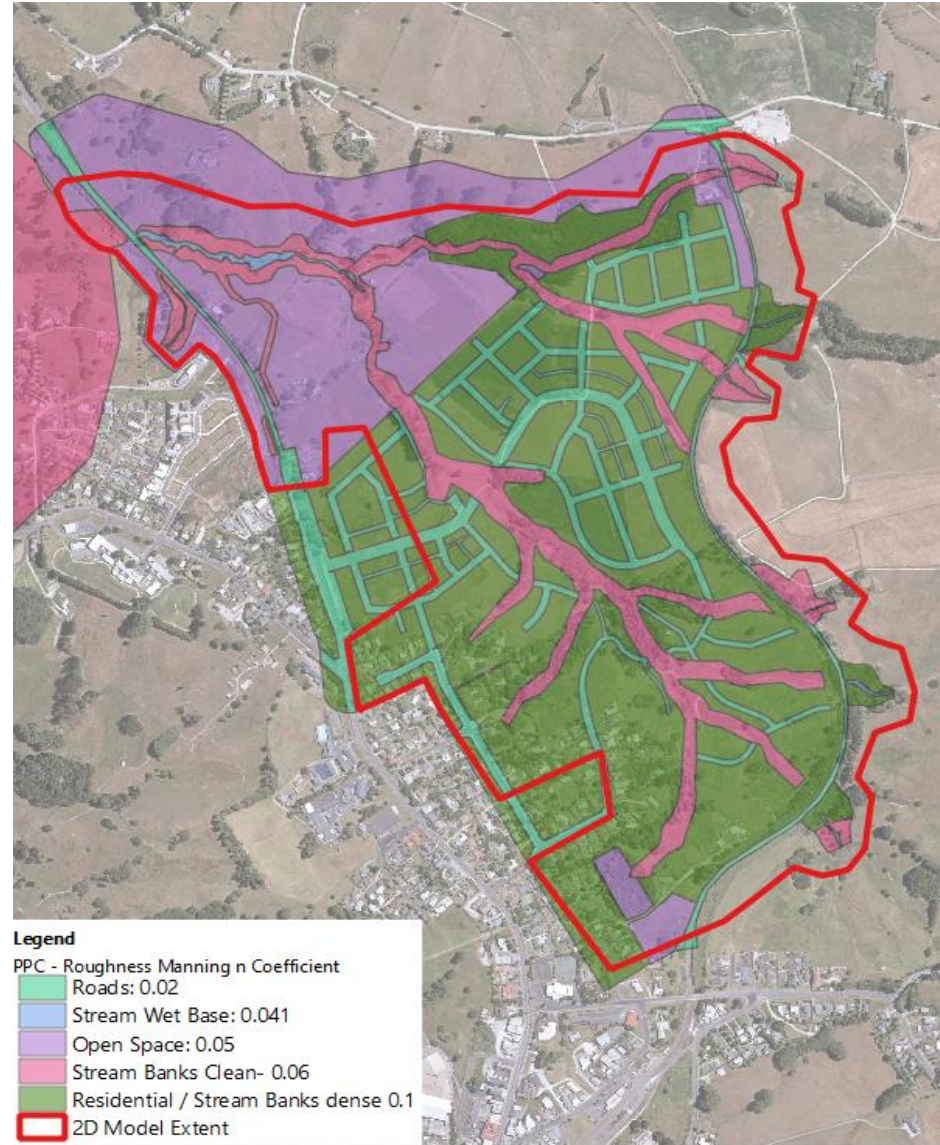 Legend
PPC - Roughness Manning n Coefficient
Roads: 0.02
Stream Wet Base: 0.041
Open Space: 0.05
Stream Banks Clean- 0.06
Residential / Stream Banks dense 0.1
2D Model Extent